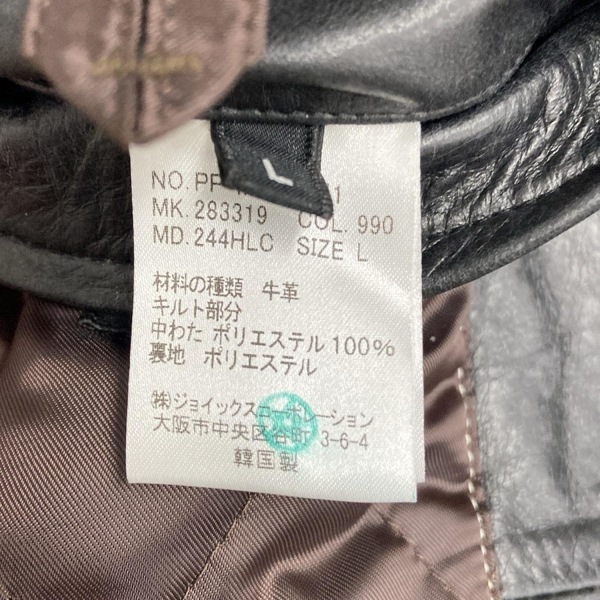 L
NO. PP
MK. 283319 COL. 990
MD. 244HLC SIZE L
材料の種類 牛革
キルト部分
中わた ポリエステル100%
裏地 ポリエステル
㈱ジョイックスコーポレーション
大阪市中央区谷町 3-6-4
韓国製